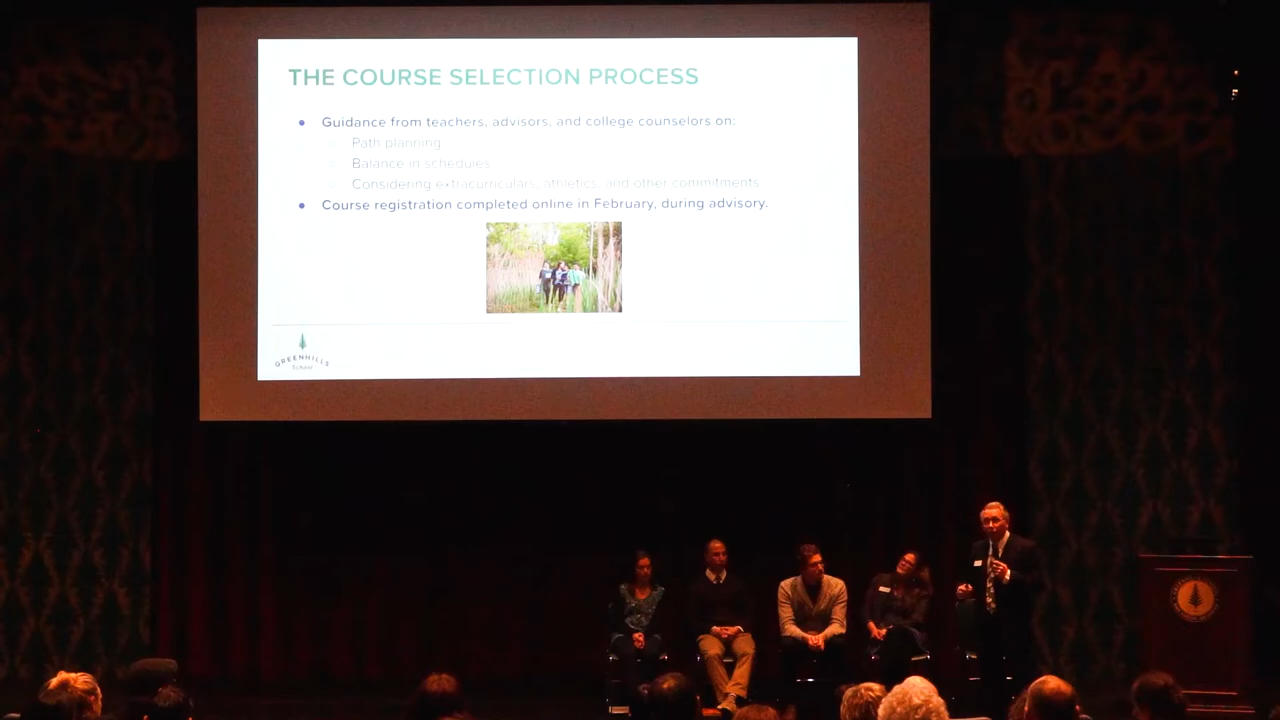 THE COURSE SELECTION PROCESS
Guidance from teachers, advisors, and college counselors on:
Path planning
Balance in schedules
Considering extracurriculars, athletics, and other commitments
Course registration completed online in February, during advisory.
GREENHILLS
School